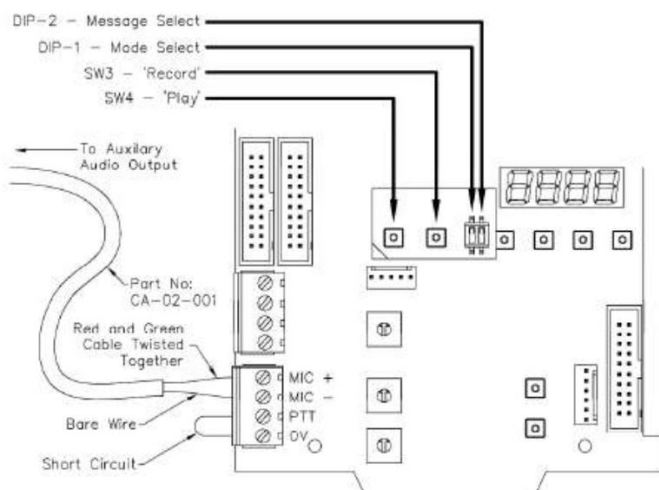 DIP-2 - Message Select
DIP-1 - Mode Select
SW3 - 'Record'
SW4 - 'Play'
To Auxilary
Audio Output
Part No:
CA-02-001
Red and Green
Cable Twisted
Together
MIC +
MIC -
Bare Wire
PTT
0V
Short Circuit
8888